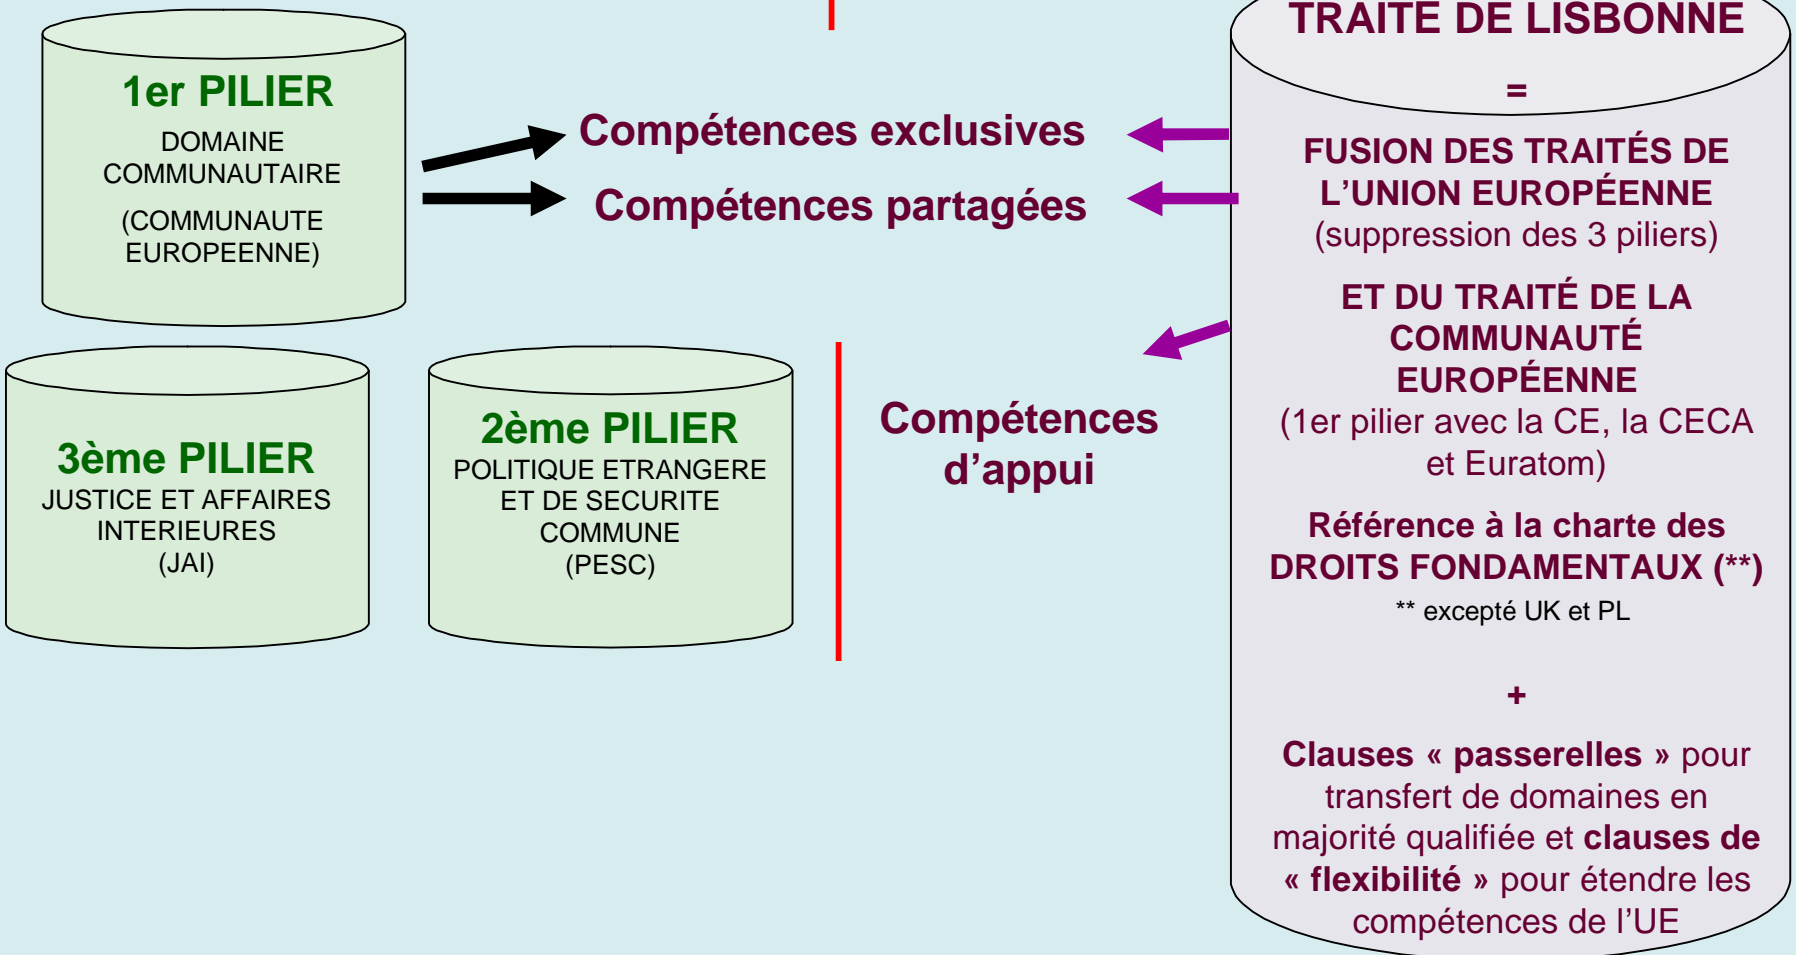 1er PILIER
DOMAINE
COMMUNAUTAIRE
(COMMUNAUTE
EUROPEENNE)
Compétences exclusives
Compétences partagées
3ème PILIER
JUSTICE ET AFFAIRES
INTERIEURES
(JAI)
2ème PILIER
POLITIQUE ETRANGERE
ET DE SECURITE
COMMUNE
(PESC)
Compétences
d’appui
TRAITE DE LISBONNE
=
FUSION DES TRAITÉS DE
L’UNION EUROPÉENNE
(suppression des 3 piliers)
ET DU TRAITÉ DE LA
COMMUNAUTÉ
EUROPÉENNE
(1er pilier avec la CE, la CECA
et Euratom)
Référence à la charte des
DROITS FONDAMENTAUX (**)
** excepté UK et PL
+
Clauses « passerelles » pour
transfert de domaines en
majorité qualifiée et clauses de
« flexibilité » pour étendre les
compétences de l’UE